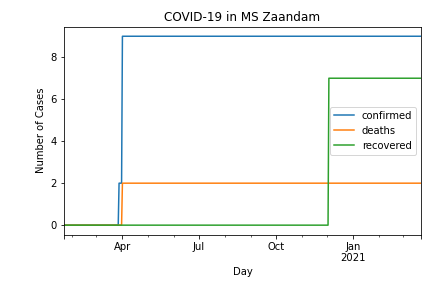 COVID-19 in MS Zaandam
Number of Cases
8
6
4
2
0
confirmed
deaths
recovered
Apr
Jul
Oct
Jan
2021
Day